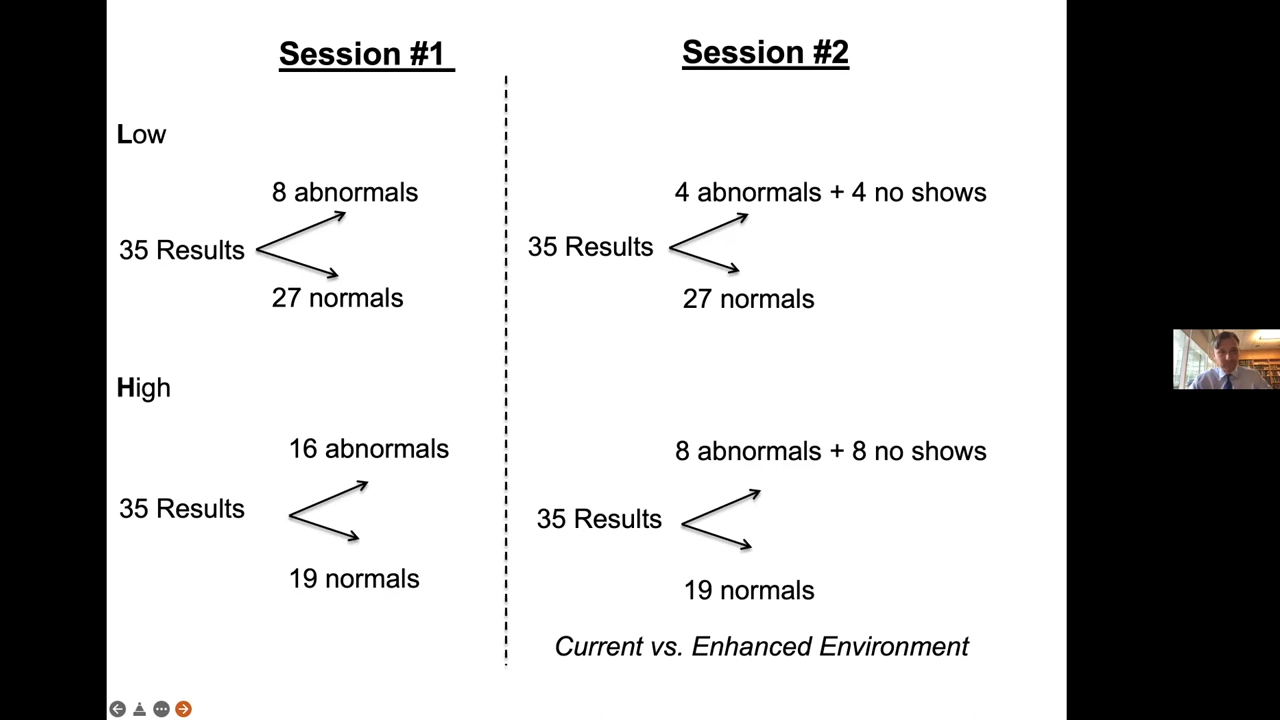 Session #1
Session #2
Low
8 abnormals
35 Results
27 normals
4 abnormals + 4 no shows
35 Results
27 normals
High
16 abnormals
35 Results
19 normals
8 abnormals + 8 no shows
35 Results
19 normals
Current vs. Enhanced Environment